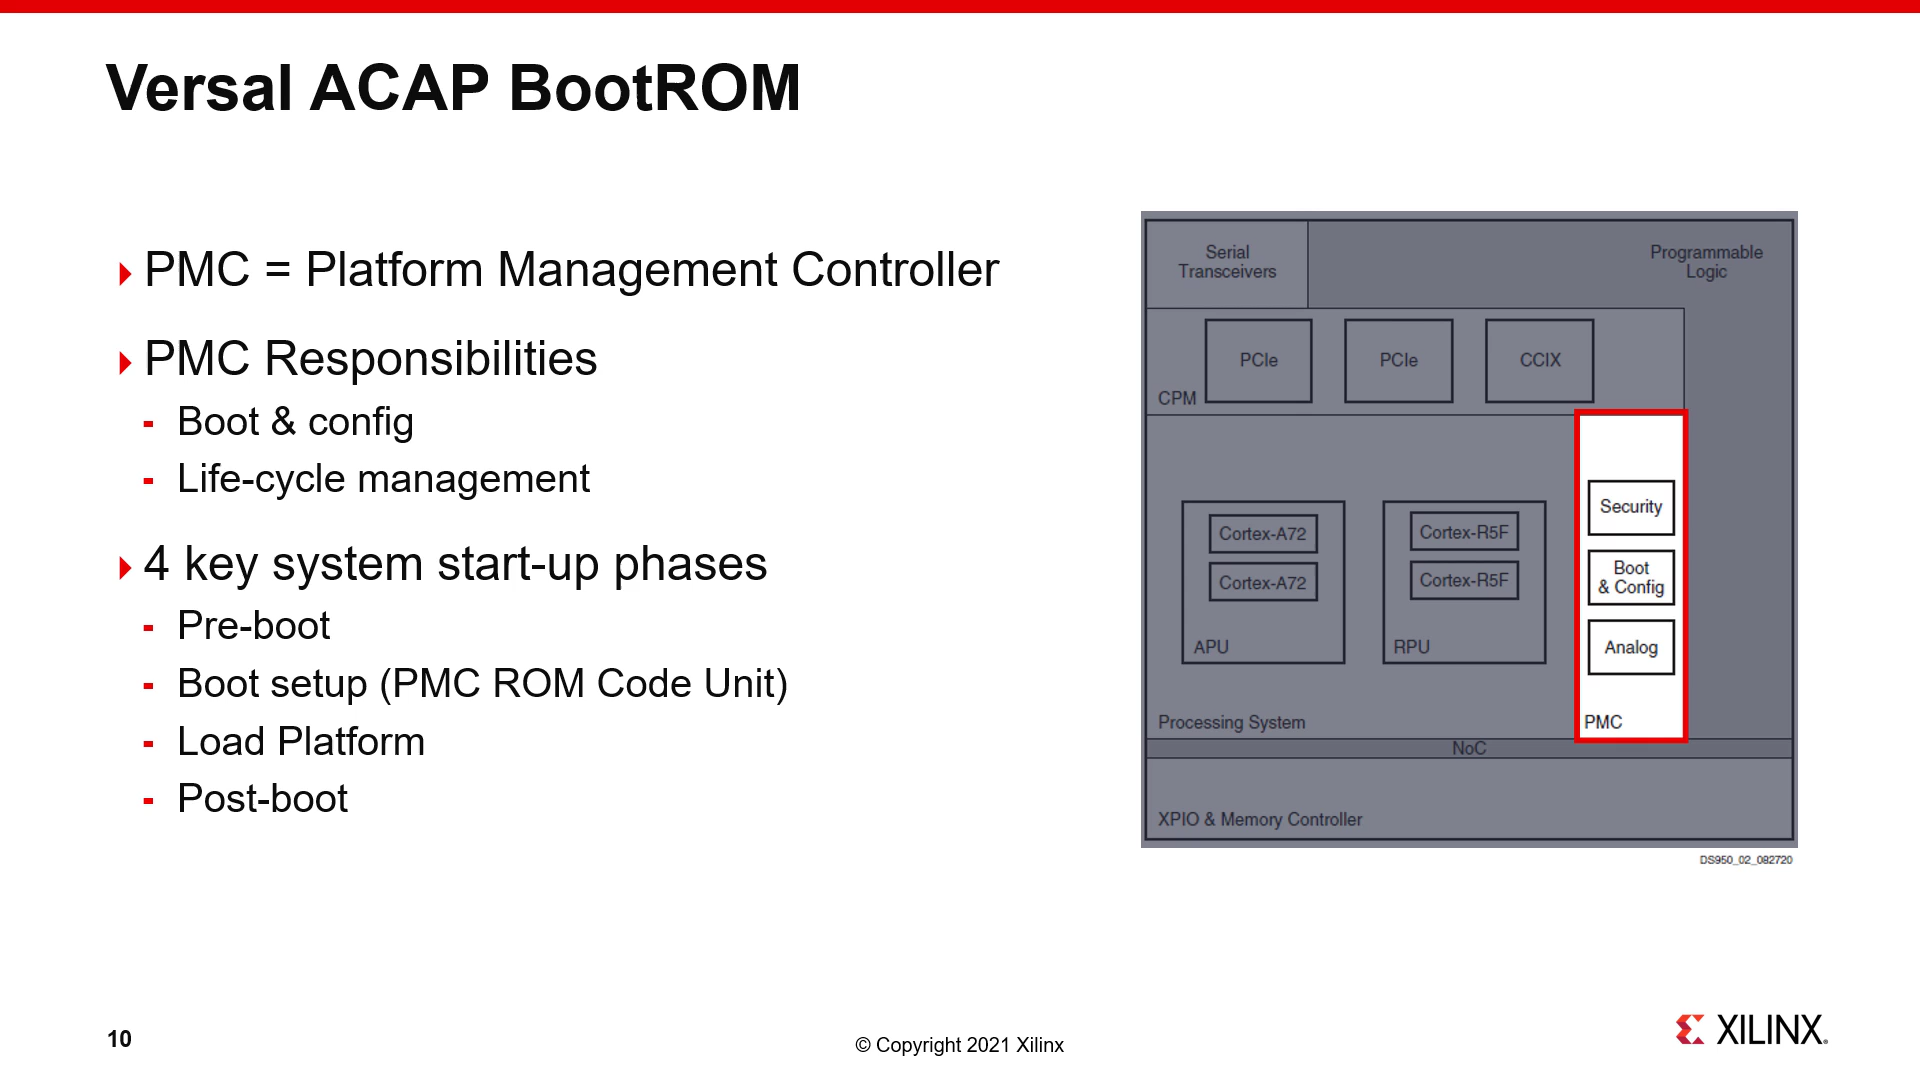 Versal ACAP BootROM
PMC = Platform Management Controller
PMC Responsibilities
- Boot & config
- Life-cycle management
4 key system start-up phases
- Pre-boot
- Boot setup (PMC ROM Code Unit)
- Load Platform
- Post-boot
Serial
Transceivers
Programmable
Logic
PCIe
PCIe
CCIX
CPM
Cortex-A72
Cortex-A72
APU
Cortex-R5F
Cortex-R5F
RPU
Security
Boot
& Config
Analog
PMC
Processing System
NoC
XPIO & Memory Controller
DS950_02_082720
10
© Copyright 2021 Xilinx
XILINX.